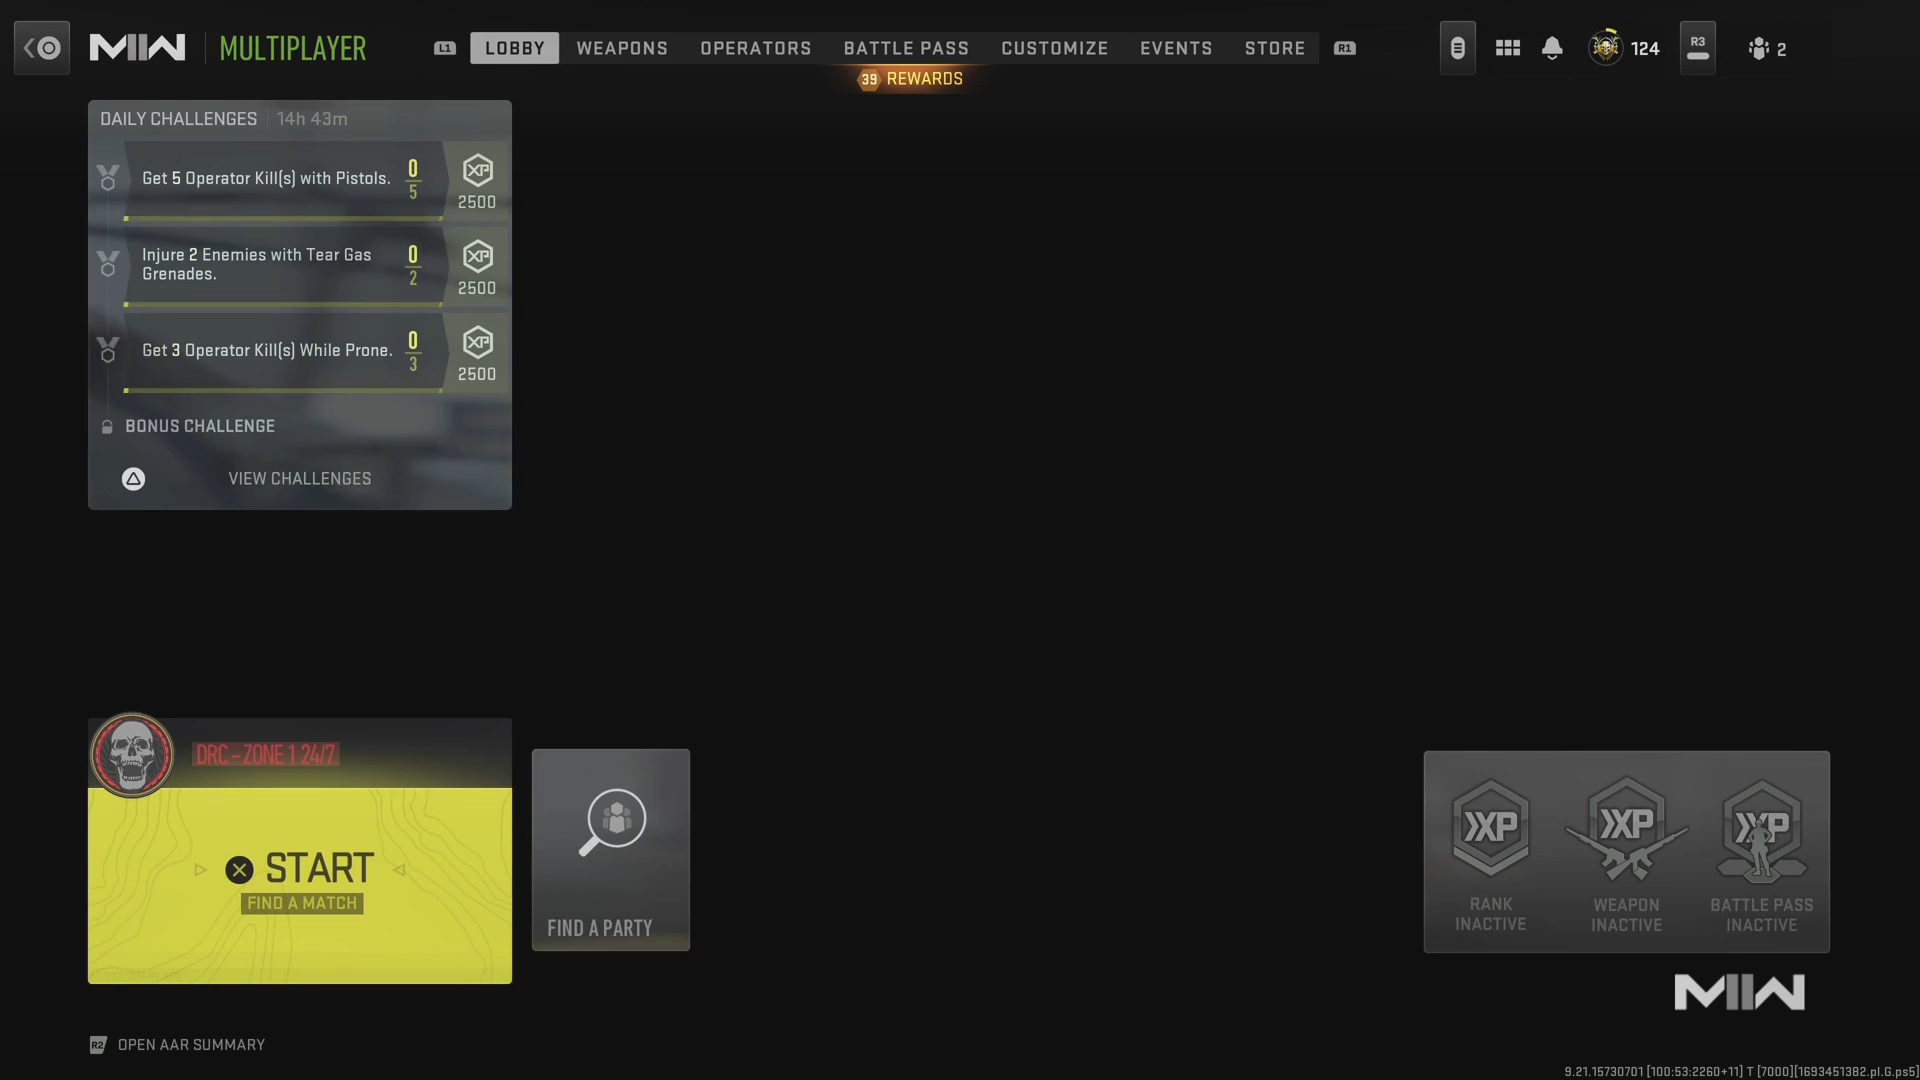 MW MULTIPLAYER
L1 LOBBY WEAPONS OPERATORS BATTLE PASS CUSTOMIZE EVENTS STORE R1
39 REWARDS
124 R3 2
DAILY CHALLENGES 14h 43m
Get 5 Operator Kill(s) with Pistols. 0/5 XP 2500
Injure 2 Enemies with Tear Gas
Grenades. 0/2 XP 2500
Get 3 Operator Kill(s) While Prone. 0/3 XP 2500
BONUS CHALLENGE
VIEW CHALLENGES
DRC - ZONE 1 24/7
START
FIND A MATCH
FIND A PARTY
XP XP XP
RANK
INACTIVE
WEAPON
INACTIVE
BATTLE PASS
INACTIVE
MW
R2 OPEN AAR SUMMARY
9.21.15730701 [100:53:2260+11] T [7000][1693451382.pl.G.ps5]